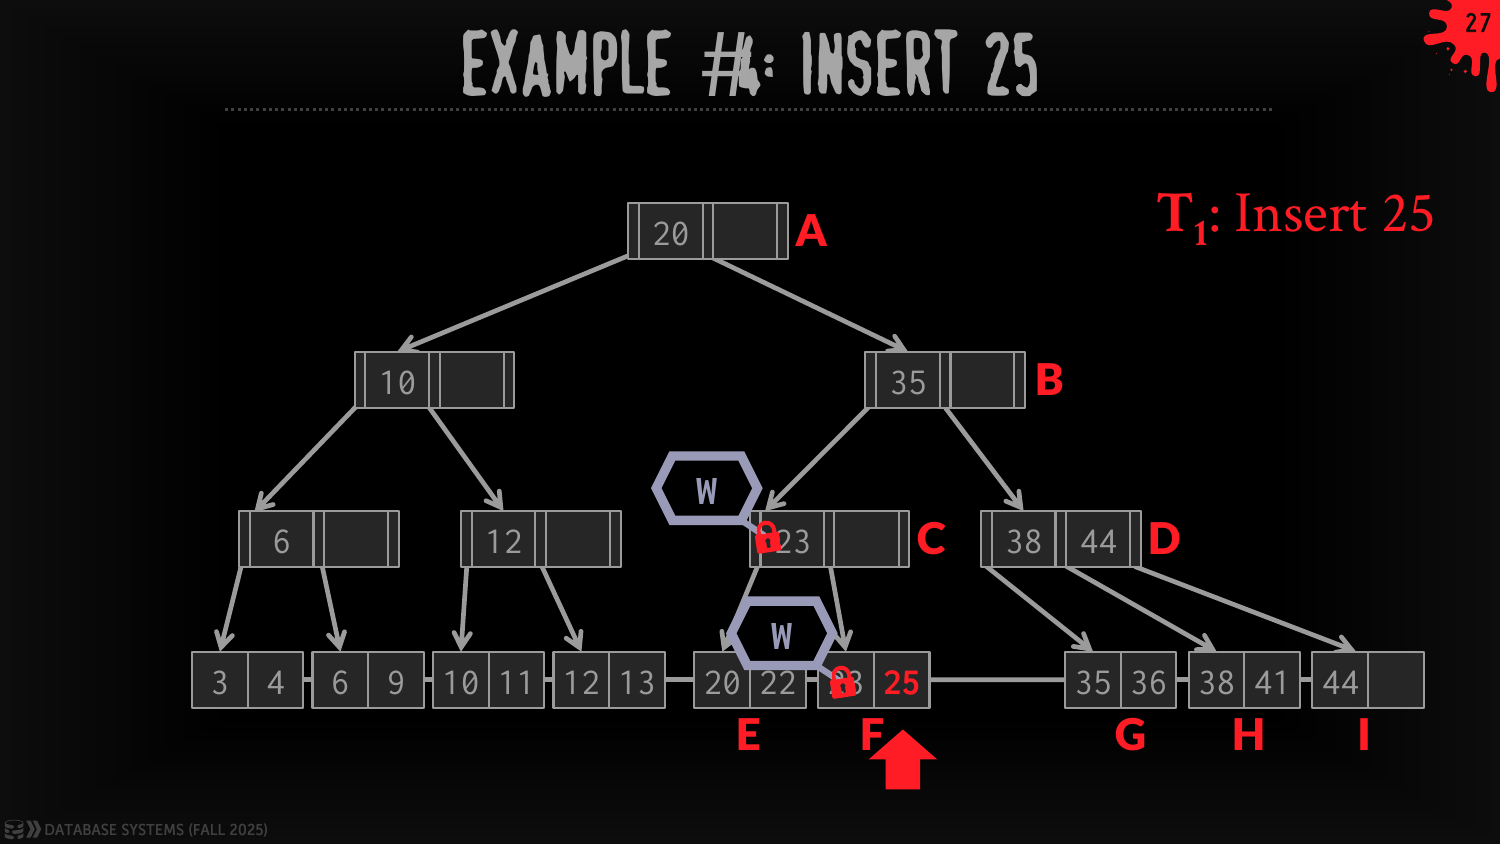 27
EXAMPLE #4: INSERT 25
T1: Insert 25
20 A
10
35 B
W
6
12
23 C
38 44 D
W
3 4 6 9 10 11 12 13 20 22 23 25 35 36 38 41 44
E F G H I
DATABASE SYSTEMS (FALL 2025)